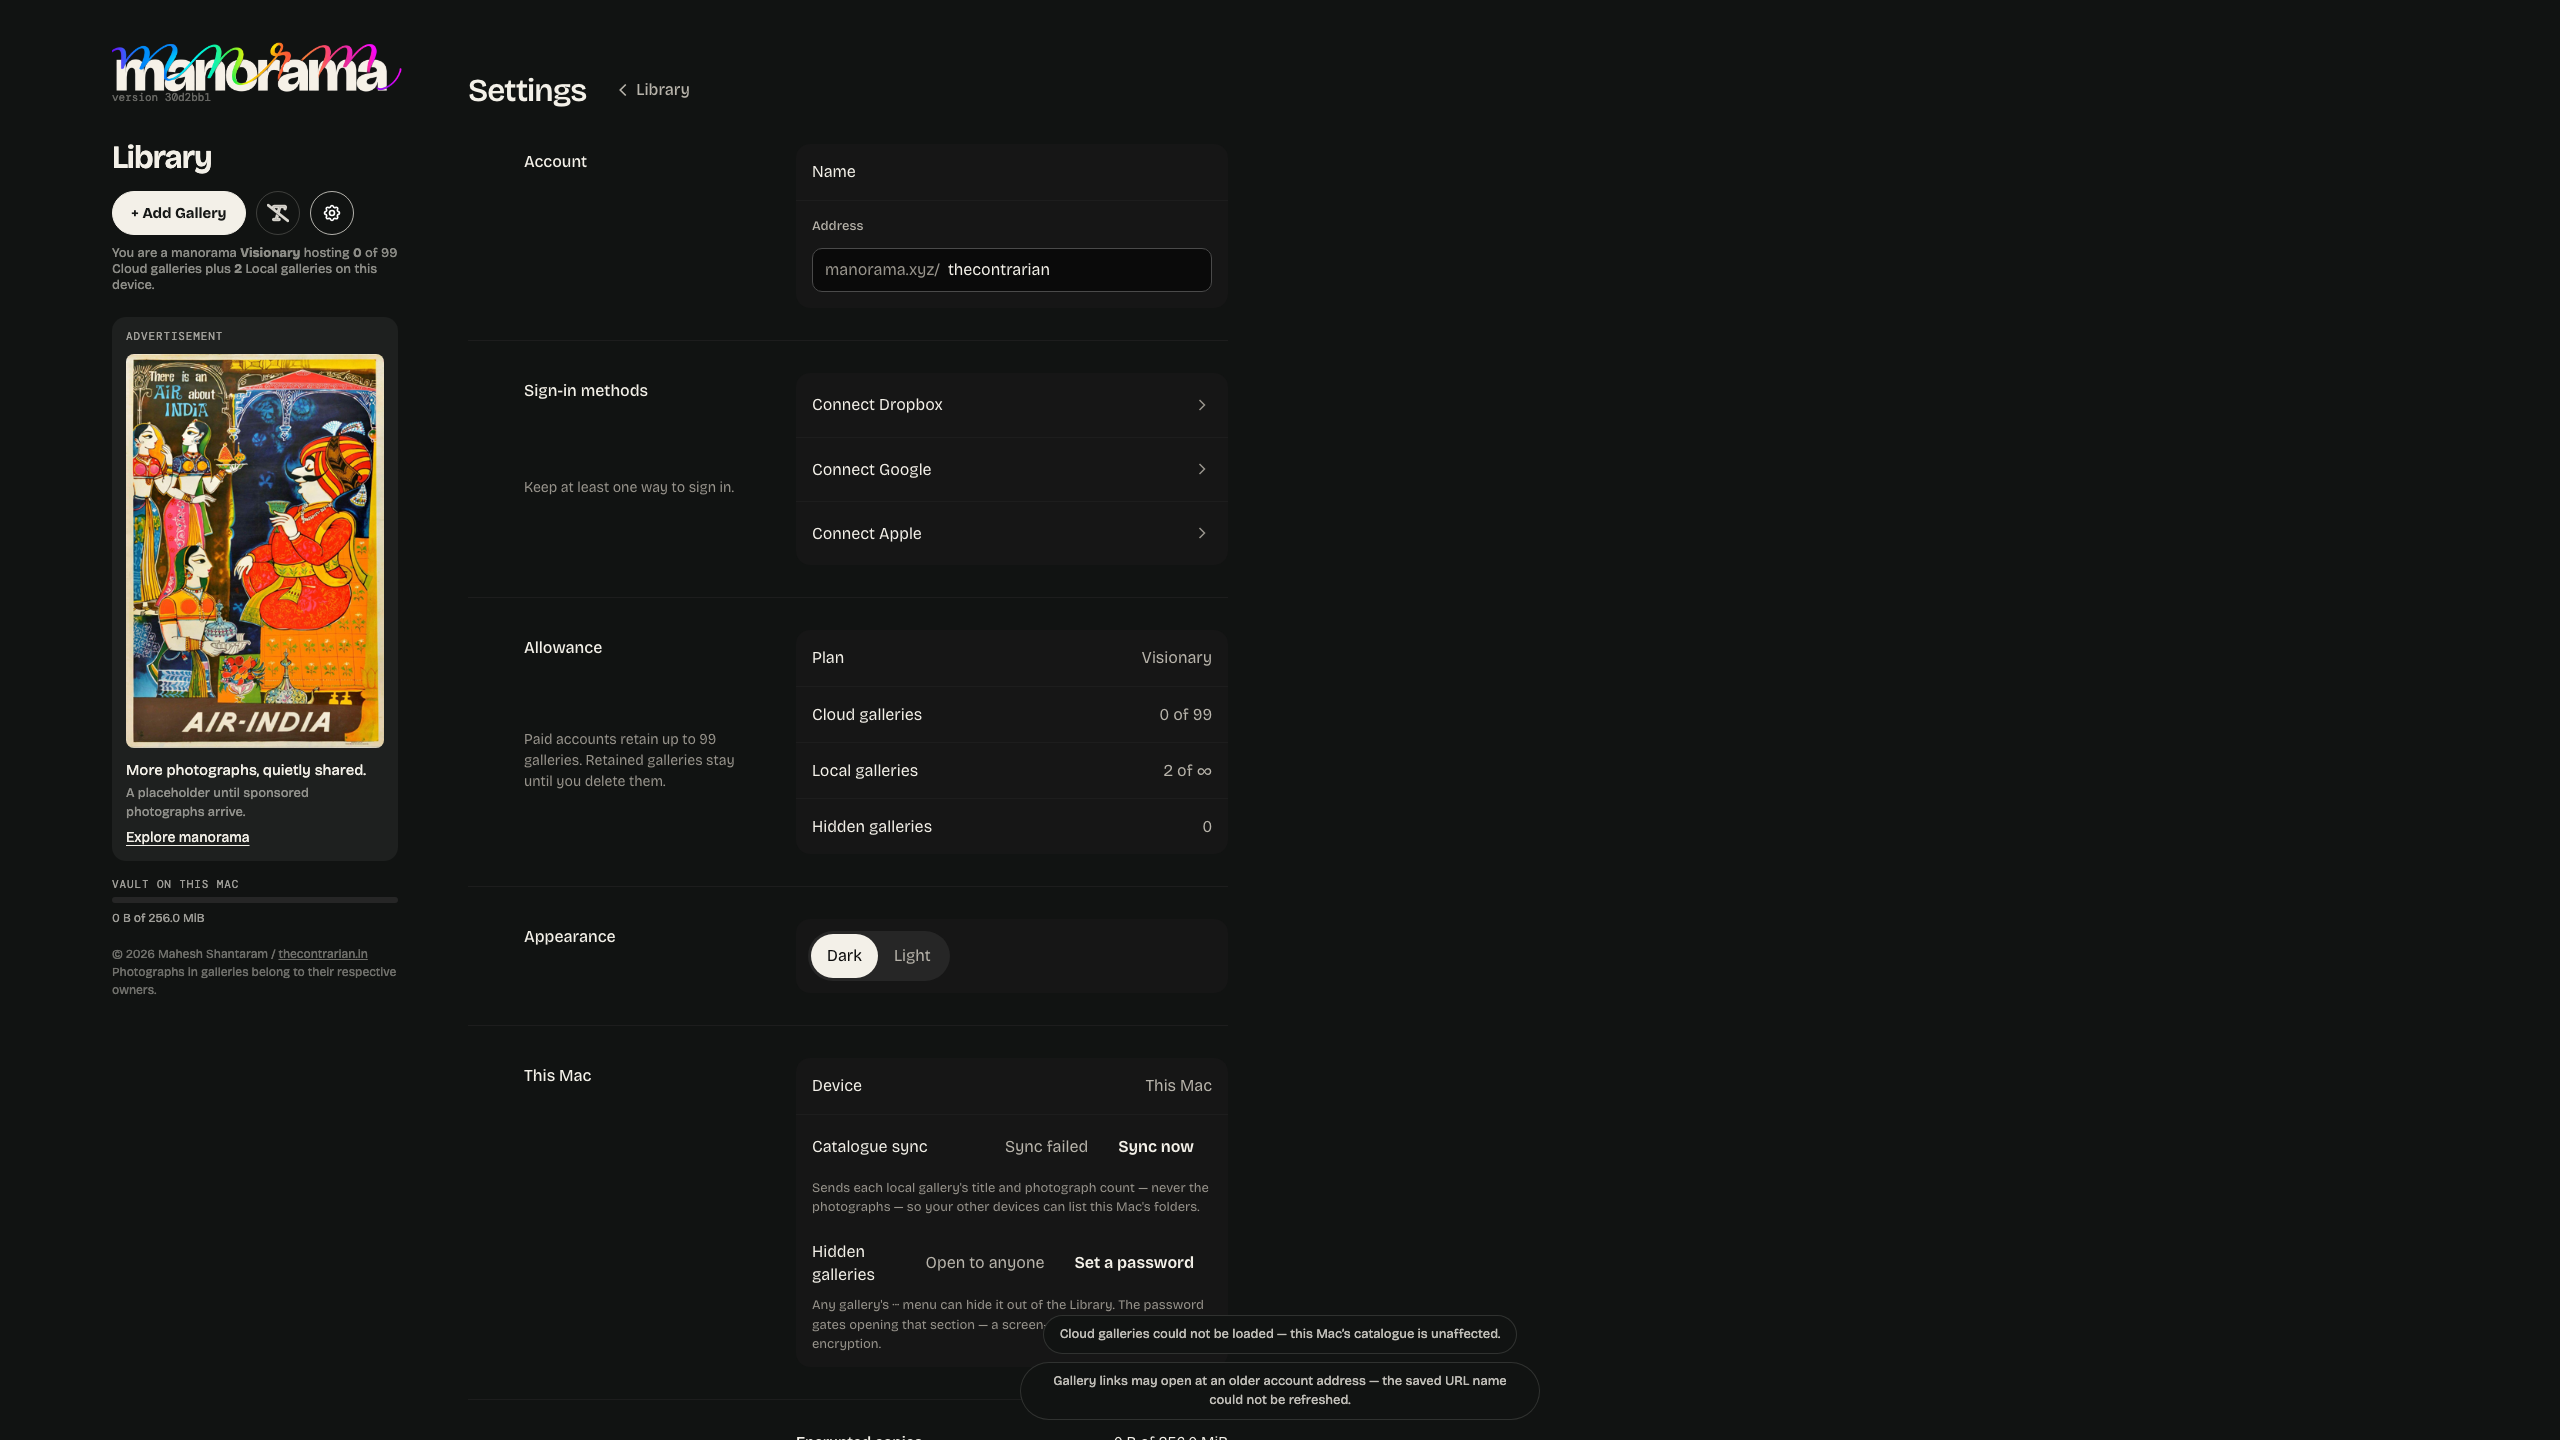 manorama
mnrm
version 30d2bb1
Library
+ Add Gallery
You are a manorama Visionary hosting 0 of 99
Cloud galleries plus 2 Local galleries on this
device.
ADVERTISEMENT
There is an
AIR about
INDIA
AIR-INDIA
More photographs, quietly shared.
A placeholder until sponsored
photographs arrive.
Explore manorama
VAULT ON THIS MAC
0 B of 256.0 MiB
© 2026 Mahesh Shantaram / thecontrarian.in
Photographs in galleries belong to their respective
owners.
Settings
Library
Account
Name
Address
manorama.xyz/ thecontrarian
Sign-in methods
Keep at least one way to sign in.
Connect Dropbox
Connect Google
Connect Apple
Allowance
Paid accounts retain up to 99
galleries. Retained galleries stay
until you delete them.
Plan Visionary
Cloud galleries 0 of 99
Local galleries 2 of ∞
Hidden galleries 0
Appearance
Dark Light
This Mac
Device This Mac
Catalogue sync Sync failed Sync now
Sends each local gallery's title and photograph count — never the
photographs — so your other devices can list this Mac's folders.
Hidden
galleries Open to anyone Set a password
Any gallery's ··· menu can hide it out of the Library. The password
gates opening that section — a screen-
encryption.
Cloud galleries could not be loaded — this Mac's catalogue is unaffected.
Gallery links may open at an older account address — the saved URL name
could not be refreshed.